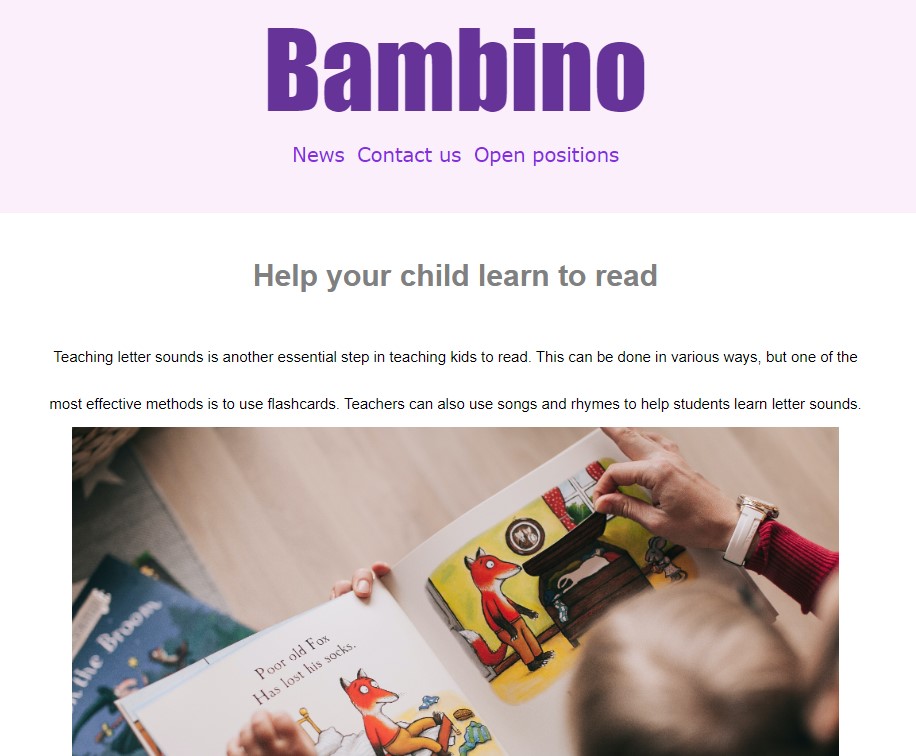 Bambino
News Contact us Open positions
Help your child learn to read
Teaching letter sounds is another essential step in teaching kids to read. This can be done in various ways, but one of the
most effective methods is to use flashcards. Teachers can also use songs and rhymes to help students learn letter sounds.
Poor old Fox
Has lost his socks.
the Broom